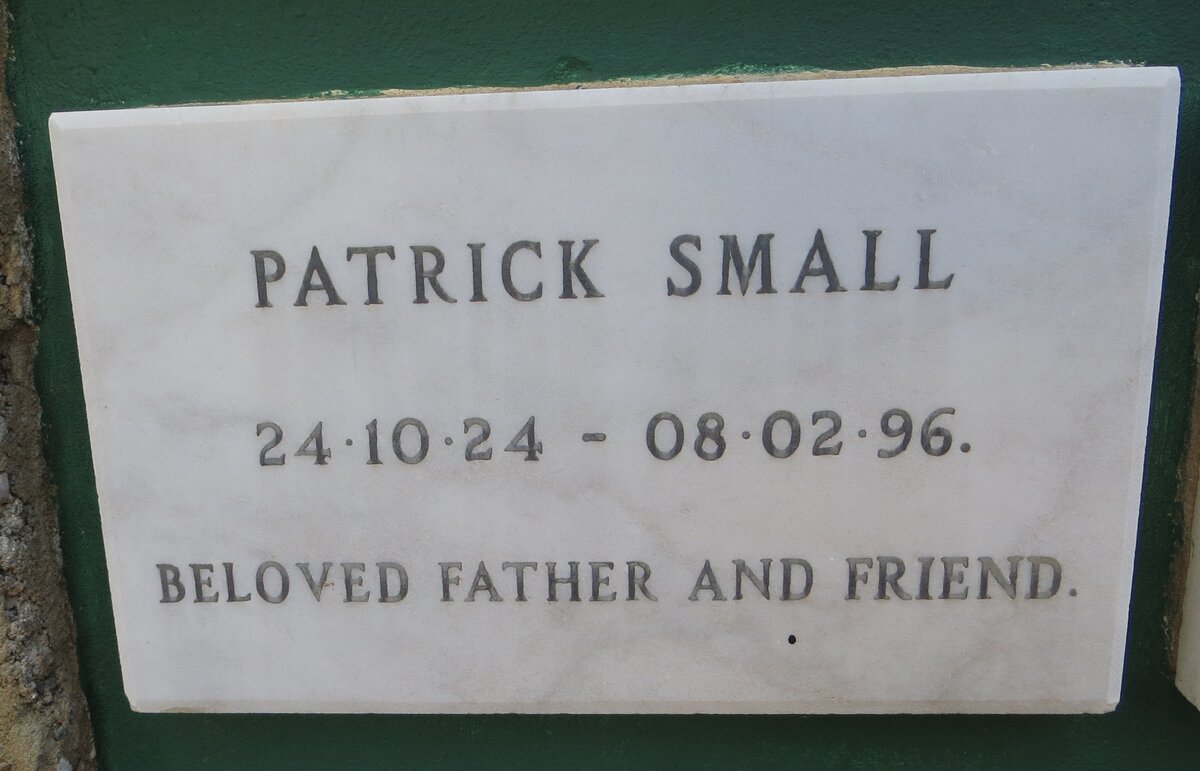 PATRICK SMALL
24·10·24 - 08·02·96.
BELOVED FATHER AND FRIEND.